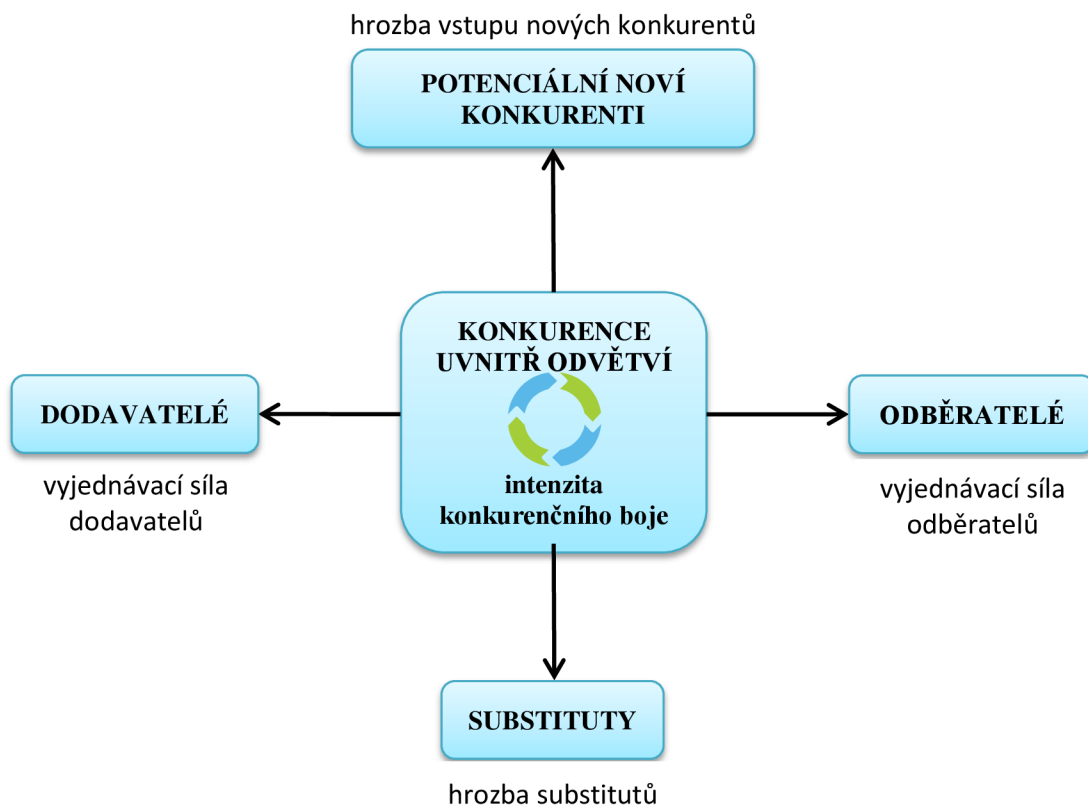 hrozba vstupu nových konkurentů
POTENCIÁLNÍ NOVÍ
KONKURENTI
KONKURENCE
UVNITŘ ODVĚTVÍ
intenzita
konkurenčního boje
DODAVATELÉ
vyjednávací síla
dodavatelů
ODBĚRATELÉ
vyjednávací síla
odběratelů
SUBSTITUTY
hrozba substitutů